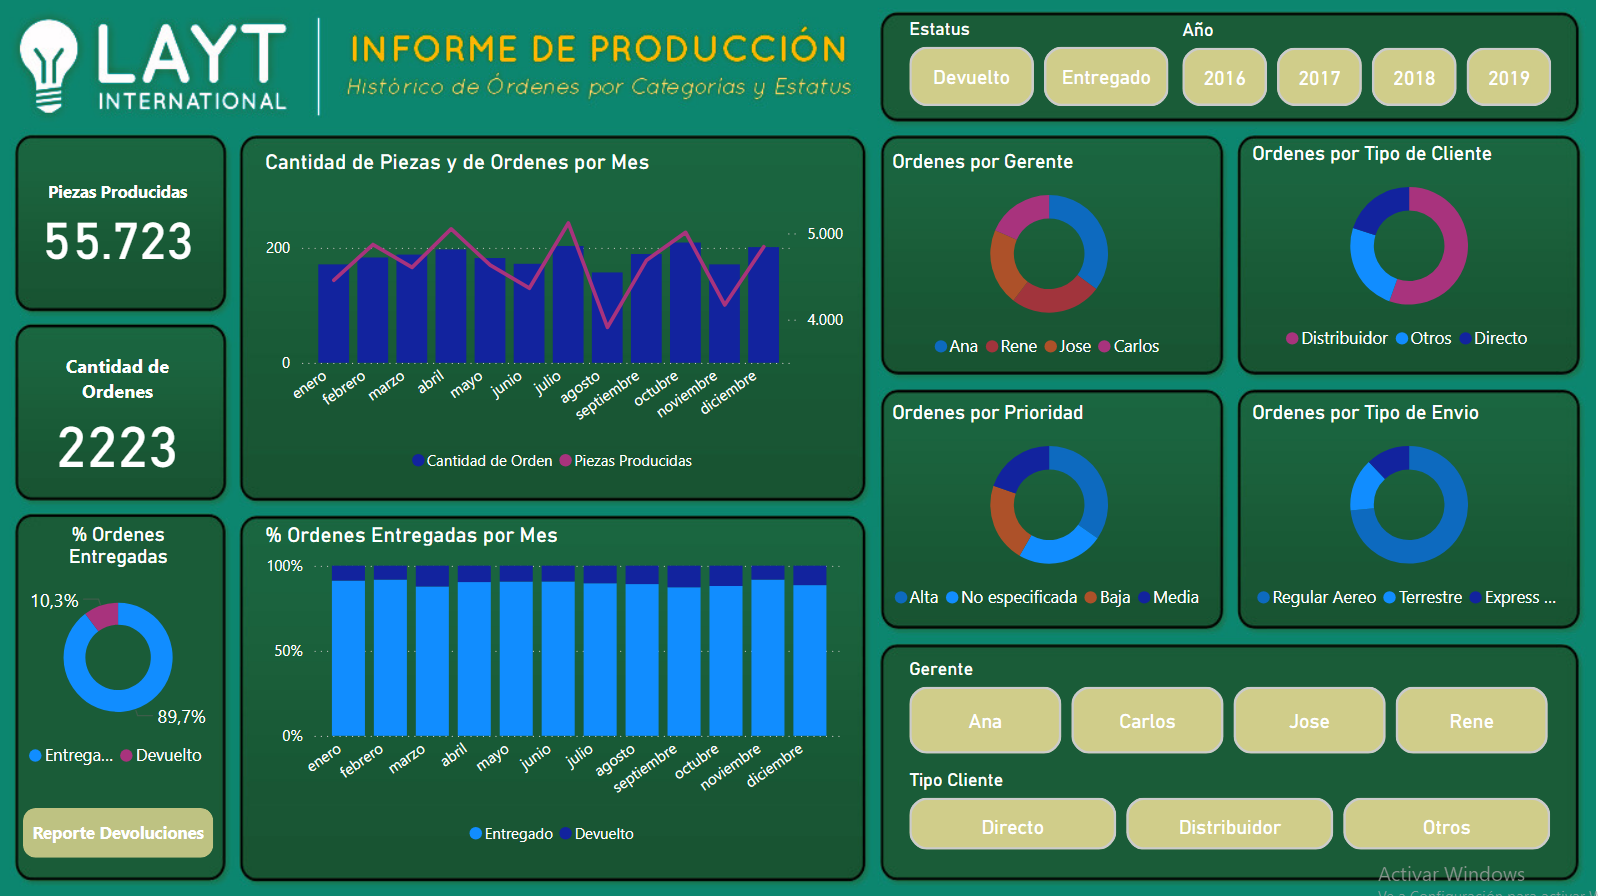 LAYT
INTERNATIONAL
INFORME DE PRODUCCIÓN
Histórico de Órdenes por Categorías y Estatus
Estatus
Devuelto
Entregado
Año
2016
2017
2018
2019
Piezas Producidas
55.723
Cantidad de
Ordenes
2223
% Ordenes
Entregadas
10,3%
89,7%
Entrega...
Devuelto
Reporte Devoluciones
Cantidad de Piezas y de Ordenes por Mes
200
0
5.000
4.000
enero
febrero
marzo
abril
mayo
junio
julio
agosto
septiembre
octubre
noviembre
diciembre
Cantidad de Orden
Piezas Producidas
% Ordenes Entregadas por Mes
100%
50%
0%
enero
febrero
marzo
abril
mayo
junio
julio
agosto
septiembre
octubre
noviembre
diciembre
Entregado
Devuelto
Ordenes por Gerente
Ana
Rene
Jose
Carlos
Ordenes por Tipo de Cliente
Distribuidor
Otros
Directo
Ordenes por Prioridad
Alta
No especificada
Baja
Media
Ordenes por Tipo de Envio
Regular Aereo
Terrestre
Express ...
Gerente
Ana
Carlos
Jose
Rene
Tipo Cliente
Directo
Distribuidor
Otros
Activar Windows